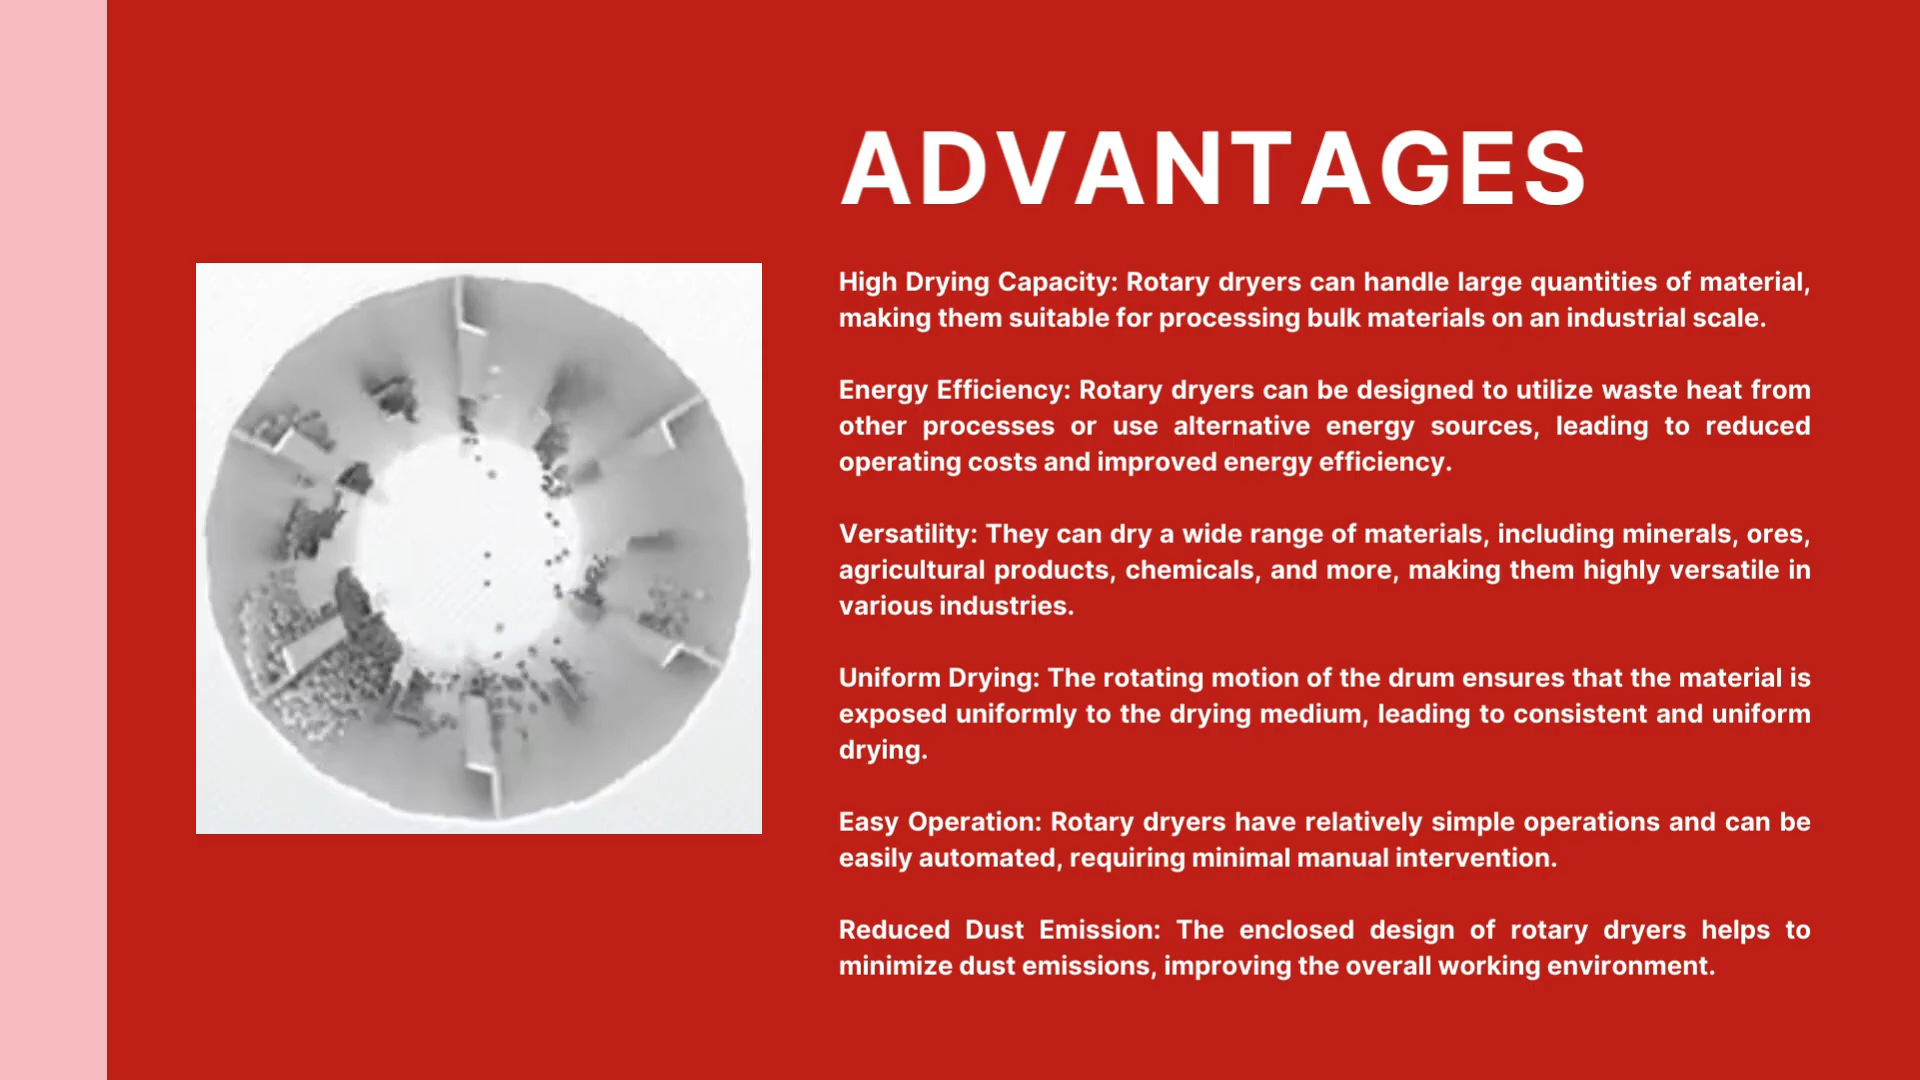 ADVANTAGES
High Drying Capacity: Rotary dryers can handle large quantities of material,
making them suitable for processing bulk materials on an industrial scale.
Energy Efficiency: Rotary dryers can be designed to utilize waste heat from
other processes or use alternative energy sources, leading to reduced
operating costs and improved energy efficiency.
Versatility: They can dry a wide range of materials, including minerals, ores,
agricultural products, chemicals, and more, making them highly versatile in
various industries.
Uniform Drying: The rotating motion of the drum ensures that the material is
exposed uniformly to the drying medium, leading to consistent and uniform
drying.
Easy Operation: Rotary dryers have relatively simple operations and can be
easily automated, requiring minimal manual intervention.
Reduced Dust Emission: The enclosed design of rotary dryers helps to
minimize dust emissions, improving the overall working environment.